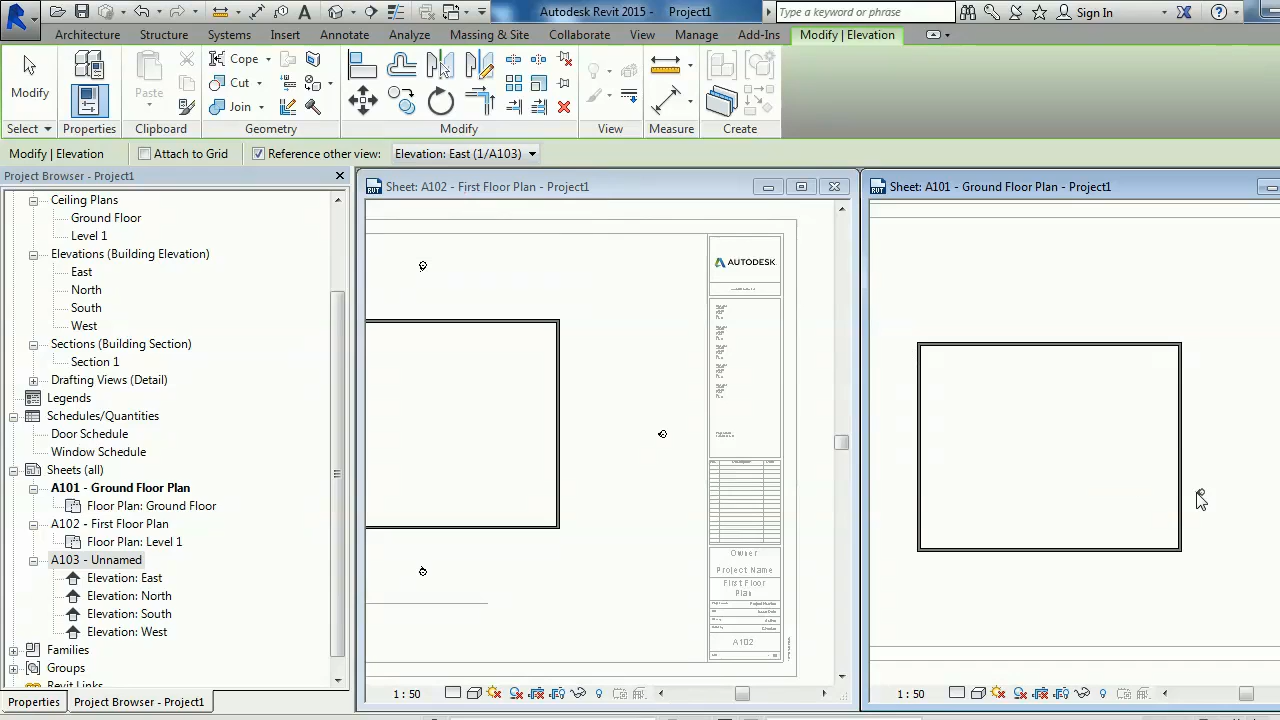 Autodesk Revit 2015 - Project1
Type a keyword or phrase
Sign In
Architecture Structure Systems Insert Annotate Analyze Massing & Site Collaborate View Manage Add-Ins Modify | Elevation
Modify
Paste
Cope
Cut
Join
Select Properties Clipboard Geometry Modify View Measure Create
Modify | Elevation Attach to Grid Reference other view: Elevation: East (1/A103)
Project Browser - Project1
Ceiling Plans
Ground Floor
Level 1
Elevations (Building Elevation)
East
North
South
West
Sections (Building Section)
Section 1
Drafting Views (Detail)
Legends
Schedules/Quantities
Door Schedule
Window Schedule
Sheets (all)
A101 - Ground Floor Plan
Floor Plan: Ground Floor
A102 - First Floor Plan
Floor Plan: Level 1
A103 - Unnamed
Elevation: East
Elevation: North
Elevation: South
Elevation: West
Families
Groups
Revit Links
Properties
Project Browser - Project1
Sheet: A102 - First Floor Plan - Project1
AUTODESK
Owner
Project Name
First Floor
Plan
A102
1 : 50
Sheet: A101 - Ground Floor Plan - Project1
1 : 50